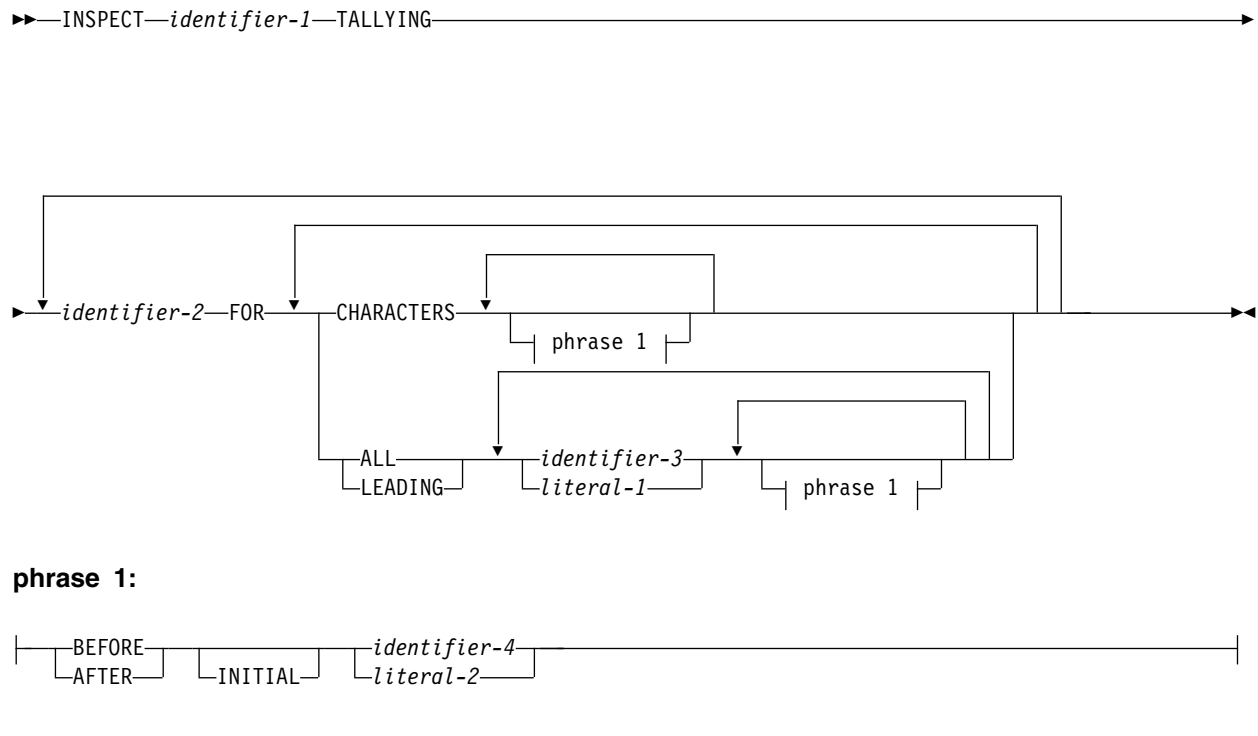 INSPECT identifier-1 TALLYING
identifier-2 FOR CHARACTERS
phrase 1
ALL identifier-3
LEADING literal-1 phrase 1
phrase 1:
BEFORE identifier-4
AFTER INITIAL literal-2